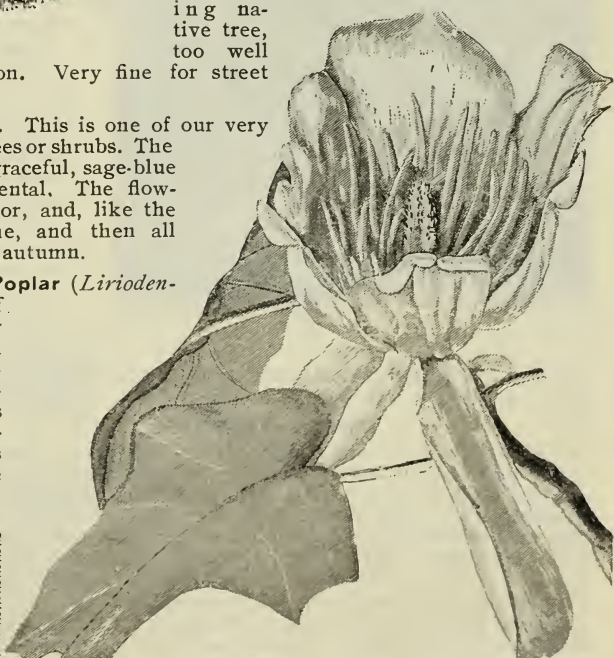 ing na-
tive tree,
too well
on. Very fine for street
. This is one of our very
ees or shrubs. The
raceful, sage-blue
ental. The flow-
or, and, like the
ne, and then all
autumn.
Poplar (Lirioden-